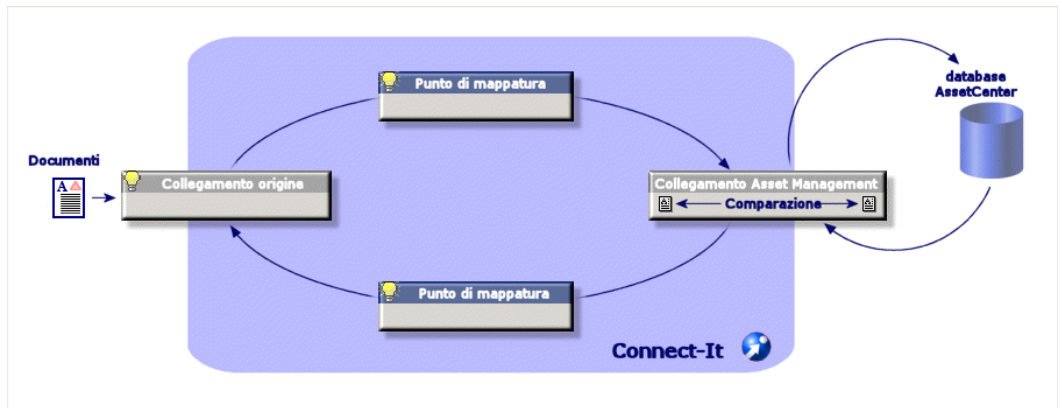 Punto di mappatura
database
AssetCenter
Documenti
A
Collegamento origine
Collegamento Asset Management
Comparazione
Punto di mappatura
Connect-It